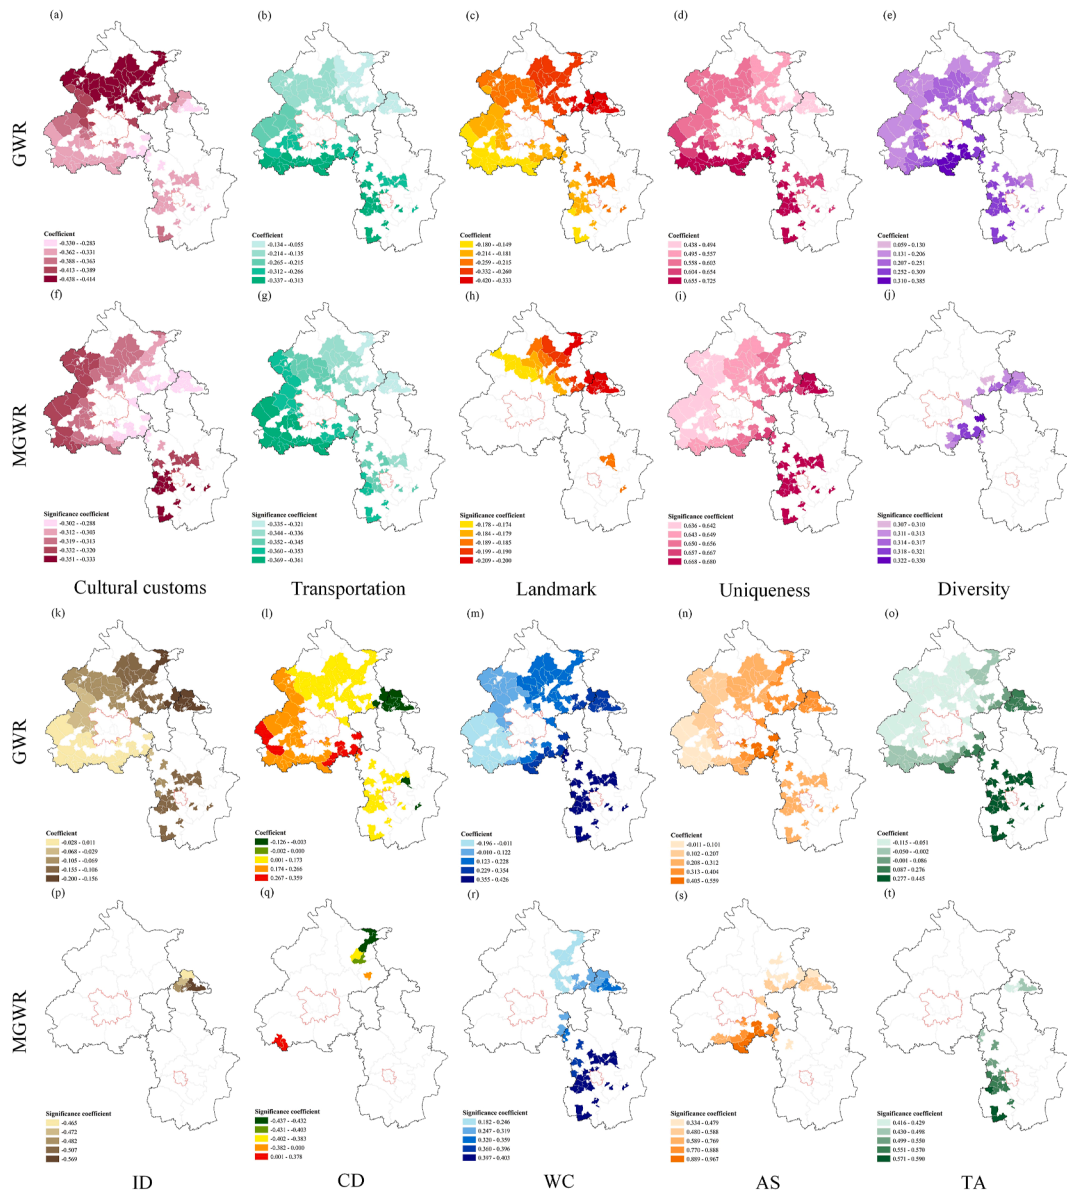 (a) (b) (c) (d) (e)
GWR
Coefficient
-0.330 - -0.283
-0.362 - -0.331
-0.388 - -0.363
-0.413 - -0.389
-0.438 - -0.414
Coefficient
-0.134 - -0.055
-0.214 - -0.135
-0.265 - -0.215
-0.312 - -0.266
-0.337 - -0.313
Coefficient
-0.180 - -0.149
-0.214 - -0.181
-0.259 - -0.215
-0.332 - -0.260
-0.420 - -0.333
Coefficient
0.438 - 0.494
0.495 - 0.557
0.558 - 0.603
0.604 - 0.654
0.655 - 0.725
Coefficient
0.059 - 0.130
0.131 - 0.206
0.207 - 0.251
0.252 - 0.309
0.310 - 0.385
(f) (g) (h) (i) (j)
MGWR
Significance coefficient
-0.302 - -0.288
-0.312 - -0.303
-0.319 - -0.313
-0.332 - -0.320
-0.351 - -0.333
Significance coefficient
-0.335 - -0.321
-0.344 - -0.336
-0.352 - -0.345
-0.360 - -0.353
-0.369 - -0.361
Significance coefficient
-0.178 - -0.174
-0.184 - -0.179
-0.189 - -0.185
-0.199 - -0.190
-0.209 - -0.200
Significance coefficient
0.636 - 0.642
0.643 - 0.649
0.650 - 0.656
0.657 - 0.667
0.668 - 0.680
Significance coefficient
0.307 - 0.310
0.311 - 0.313
0.314 - 0.317
0.318 - 0.321
0.322 - 0.330
Cultural customs Transportation Landmark Uniqueness Diversity
(k) (l) (m) (n) (o)
GWR
Coefficient
-0.028 - 0.011
-0.068 - -0.029
-0.105 - -0.069
-0.155 - -0.106
-0.200 - -0.156
Coefficient
-0.126 - -0.003
-0.002 - 0.000
0.001 - 0.173
0.174 - 0.266
0.267 - 0.359
Coefficient
-0.196 - -0.011
-0.010 - 0.122
0.123 - 0.228
0.229 - 0.354
0.355 - 0.426
Coefficient
-0.011 - 0.101
0.102 - 0.207
0.208 - 0.312
0.313 - 0.404
0.405 - 0.559
Coefficient
-0.115 - -0.051
-0.050 - -0.002
-0.001 - 0.086
0.087 - 0.276
0.277 - 0.445
(p) (q) (r) (s) (t)
MGWR
Significance coefficient
-0.465
-0.472
-0.482
-0.507
-0.569
Significance coefficient
-0.437 - -0.432
-0.431 - -0.403
-0.402 - -0.383
-0.382 - 0.000
0.001 - 0.378
Significance coefficient
0.182 - 0.246
0.247 - 0.319
0.320 - 0.359
0.360 - 0.396
0.397 - 0.403
Significance coefficient
0.334 - 0.479
0.480 - 0.588
0.589 - 0.769
0.770 - 0.888
0.889 - 0.967
Significance coefficient
0.416 - 0.429
0.430 - 0.498
0.499 - 0.550
0.551 - 0.570
0.571 - 0.590
ID CD WC AS TA